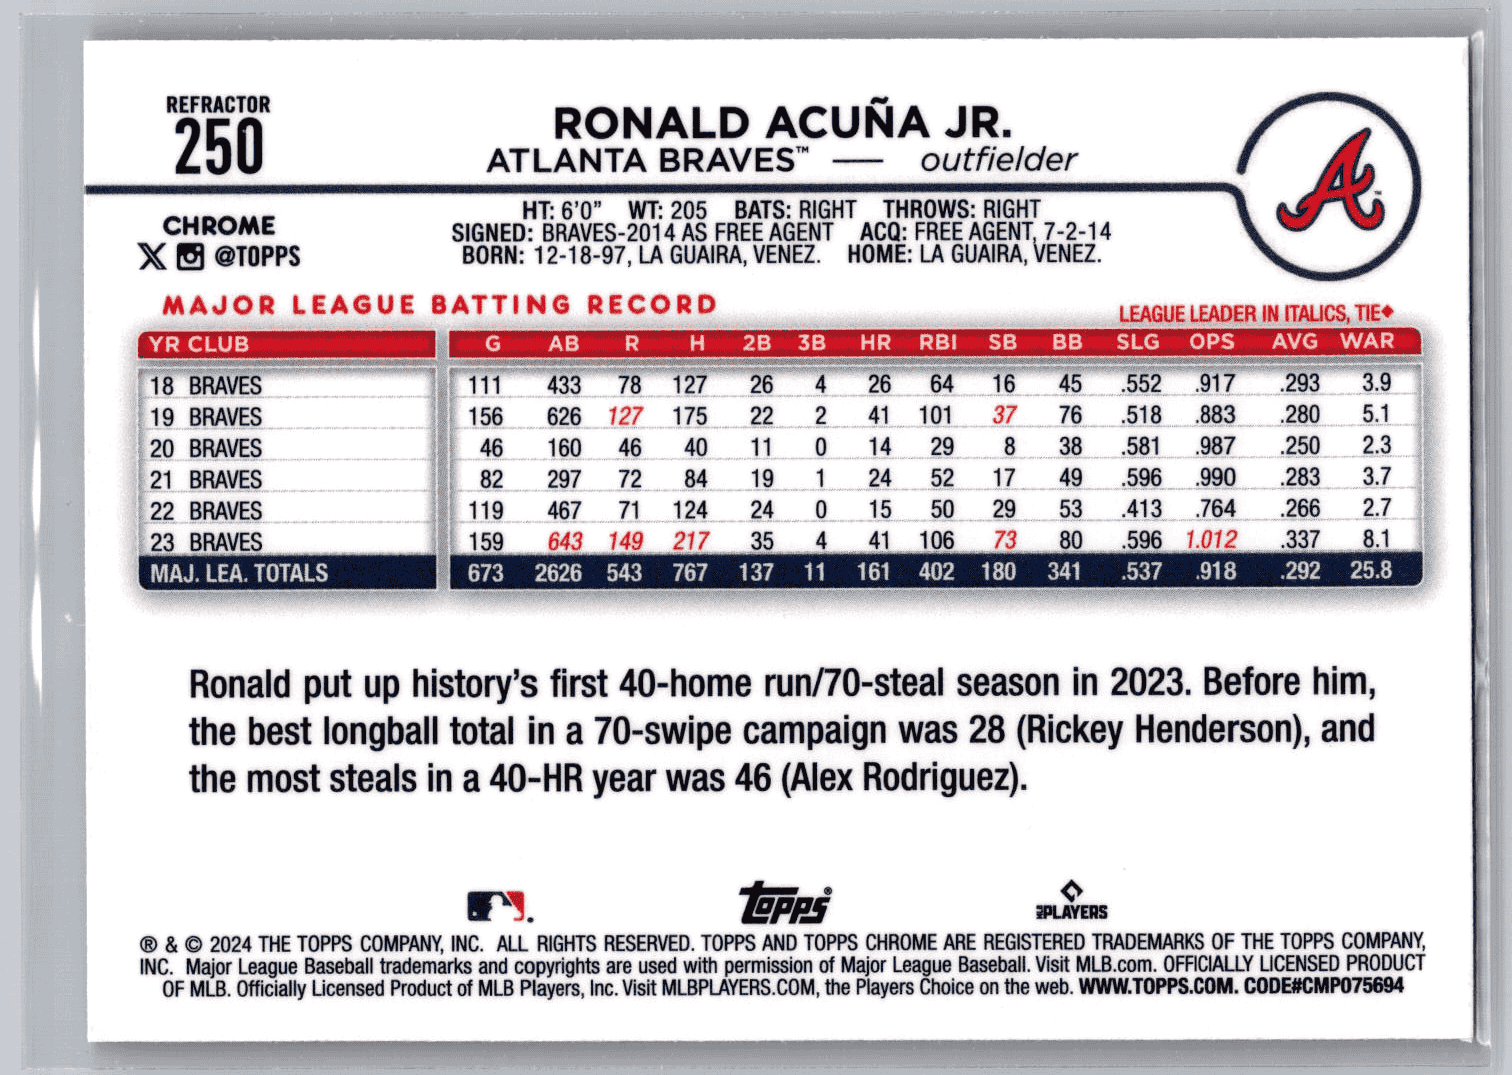 REFRACTOR
250
RONALD ACUÑA JR.
ATLANTA BRAVES™ — outfielder
CHROME
@TOPPS
HT: 6'0" WT: 205 BATS: RIGHT THROWS: RIGHT
SIGNED: BRAVES-2014 AS FREE AGENT ACQ: FREE AGENT, 7-2-14
BORN: 12-18-97, LA GUAIRA, VENEZ. HOME: LA GUAIRA, VENEZ.
A™
MAJOR LEAGUE BATTING RECORD
LEAGUE LEADER IN ITALICS, TIE◆
YR CLUB G AB R H 2B 3B HR RBI SB BB SLG OPS AVG WAR
18 BRAVES 111 433 78 127 26 4 26 64 16 45 .552 .917 .293 3.9
19 BRAVES 156 626 127 175 22 2 41 101 37 76 .518 .883 .280 5.1
20 BRAVES 46 160 46 40 11 0 14 29 8 38 .581 .987 .250 2.3
21 BRAVES 82 297 72 84 19 1 24 52 17 49 .596 .990 .283 3.7
22 BRAVES 119 467 71 124 24 0 15 50 29 53 .413 .764 .266 2.7
23 BRAVES 159 643 149 217 35 4 41 106 73 80 .596 1.012 .337 8.1
MAJ. LEA. TOTALS 673 2626 543 767 137 11 161 402 180 341 .537 .918 .292 25.8
Ronald put up history's first 40-home run/70-steal season in 2023. Before him,
the best longball total in a 70-swipe campaign was 28 (Rickey Henderson), and
the most steals in a 40-HR year was 46 (Alex Rodriguez).
Topps®
MLB PLAYERS
® & © 2024 THE TOPPS COMPANY, INC. ALL RIGHTS RESERVED. TOPPS AND TOPPS CHROME ARE REGISTERED TRADEMARKS OF THE TOPPS COMPANY,
INC. Major League Baseball trademarks and copyrights are used with permission of Major League Baseball. Visit MLB.com. OFFICIALLY LICENSED PRODUCT
OF MLB. Officially Licensed Product of MLB Players, Inc. Visit MLBPLAYERS.COM, the Players Choice on the web. WWW.TOPPS.COM. CODE#CMP075694